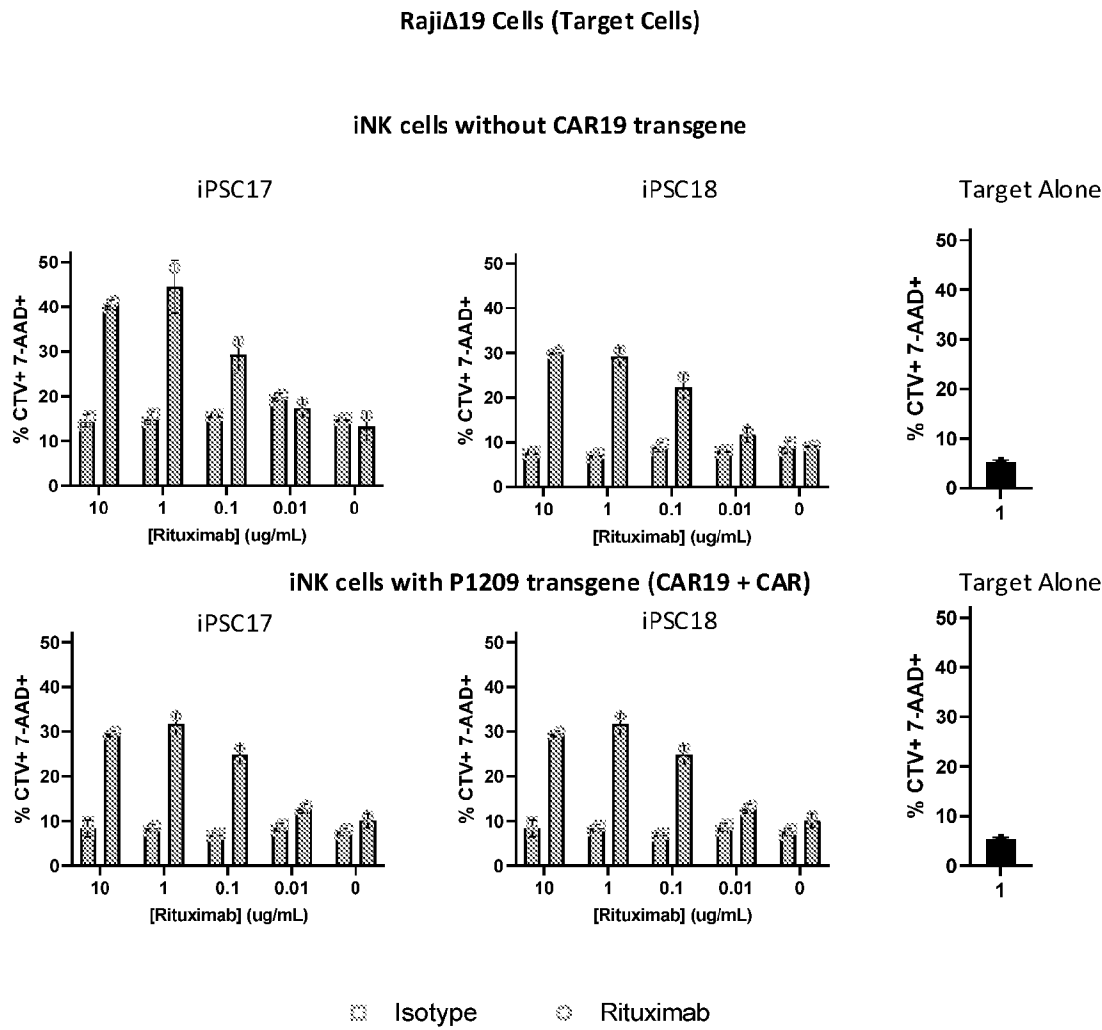 RajiΔ19 Cells (Target Cells)
iNK cells without CAR19 transgene
iPSC17
iPSC18
Target Alone
% CTV+ 7-AAD+
50
40
30
20
10
0
10 1 0.1 0.01 0
[Rituximab] (ug/mL)
% CTV+ 7-AAD+
50
40
30
20
10
0
10 1 0.1 0.01 0
[Rituximab] (ug/mL)
% CTV+ 7-AAD+
50
40
30
20
10
0
1
iNK cells with P1209 transgene (CAR19 + CAR)
iPSC17
iPSC18
Target Alone
% CTV+ 7-AAD+
50
40
30
20
10
0
10 1 0.1 0.01 0
[Rituximab] (ug/mL)
% CTV+ 7-AAD+
50
40
30
20
10
0
10 1 0.1 0.01 0
[Rituximab] (ug/mL)
% CTV+ 7-AAD+
50
40
30
20
10
0
1
Isotype Rituximab